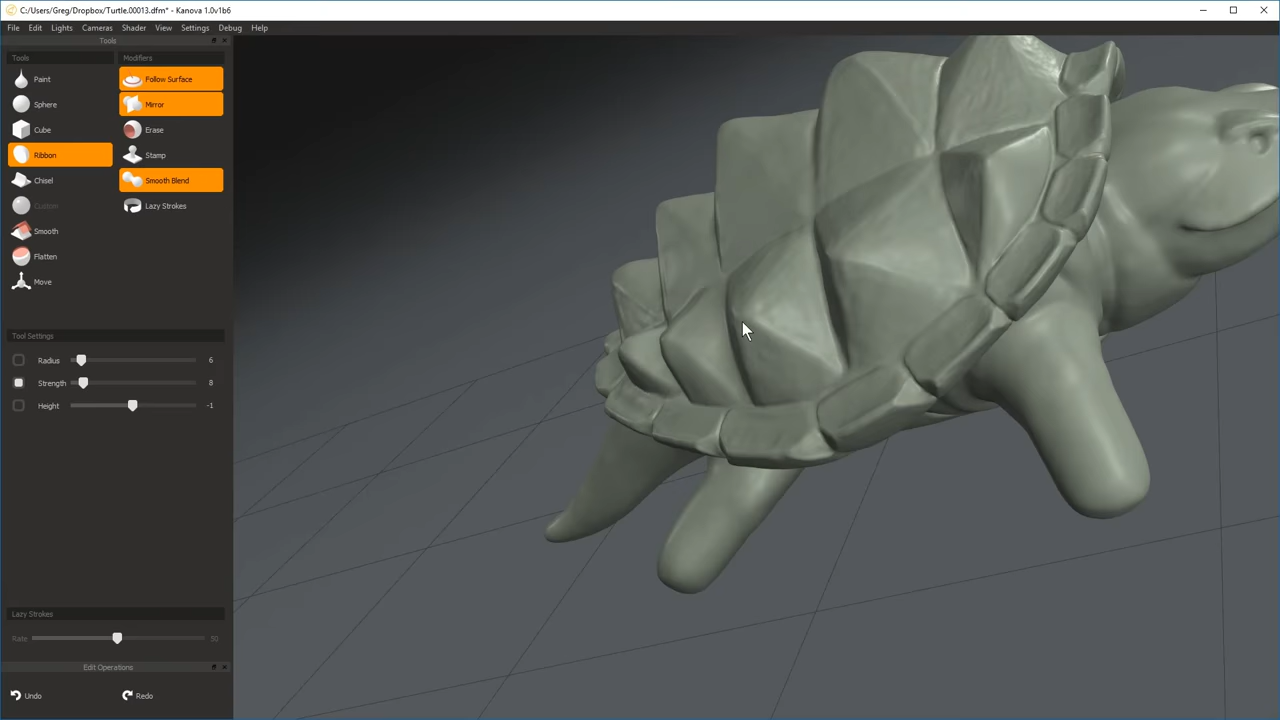 C:/Users/Greg/Dropbox/Turtle.00013.dfm* - Kanova 1.0v1b6
File Edit Lights Cameras Shader View Settings Debug Help
Tools
Tools Modifiers
Paint Follow Surface
Sphere Mirror
Cube Erase
Ribbon Stamp
Chisel Smooth Blend
Custom Lazy Strokes
Smooth
Flatten
Move
Tool Settings
Radius 6
Strength 8
Height -1
Lazy Strokes
Rate 50
Edit Operations
Undo Redo